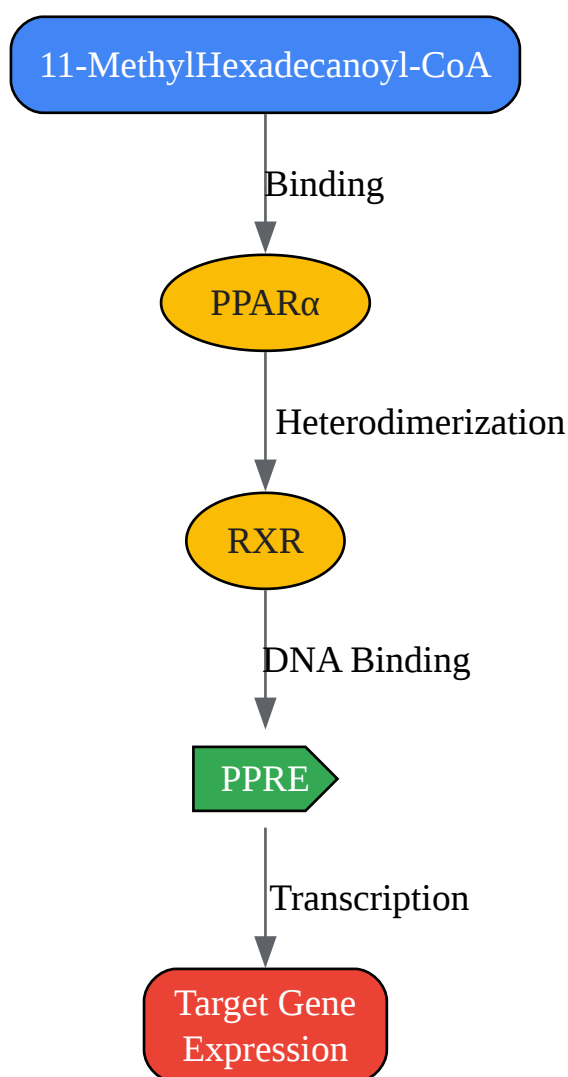 11-MethylHexadecanoyl-CoA
Binding
PPARα
Heterodimerization
RXR
DNA Binding
PPRE
Transcription
Target Gene
Expression